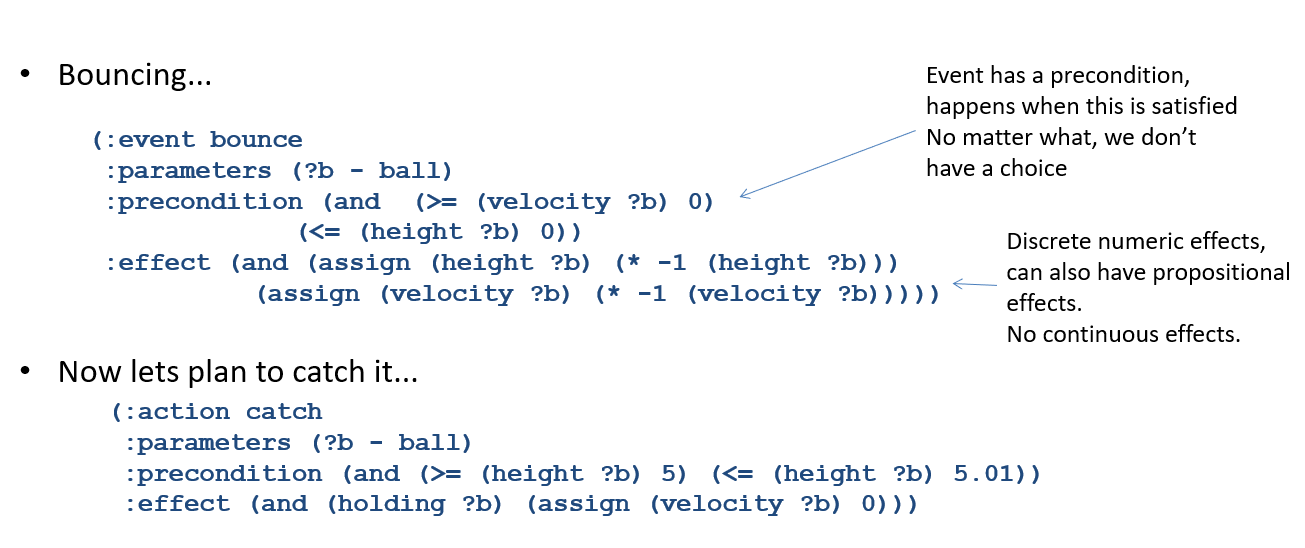 • Bouncing...
(:event bounce
:parameters (?b - ball)
:precondition (and (>= (velocity ?b) 0)
(<= (height ?b) 0))
:effect (and (assign (height ?b) (* -1 (height ?b)))
(assign (velocity ?b) (* -1 (velocity ?b)))))
Event has a precondition,
happens when this is satisfied
No matter what, we don't
have a choice
Discrete numeric effects,
can also have propositional
effects.
No continuous effects.
• Now lets plan to catch it...
(:action catch
:parameters (?b - ball)
:precondition (and (>= (height ?b) 5) (<= (height ?b) 5.01))
:effect (and (holding ?b) (assign (velocity ?b) 0)))